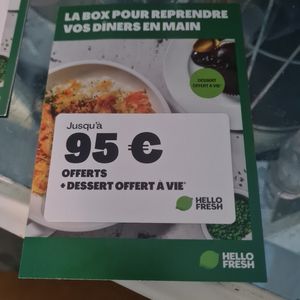 LA BOX POUR REPRENDRE
VOS DÎNERS EN MAIN
DESSERT
OFFERT À VIE*
Jusqu'à
95 €
OFFERTS
+ DESSERT OFFERT À VIE*
HELLO
FRESH
HELLO
FRESH